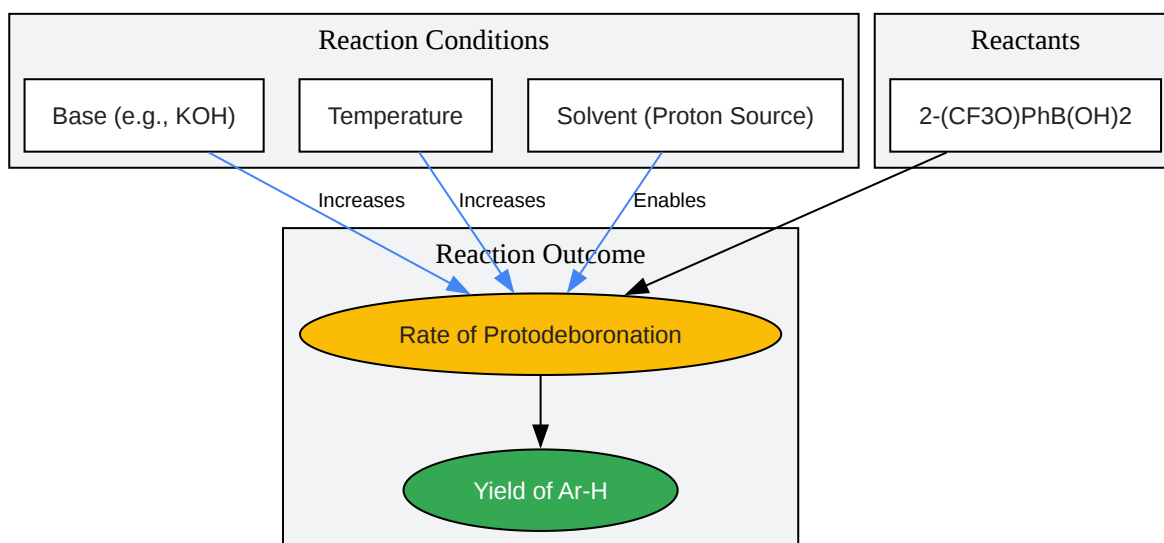 Reaction Conditions
Reactants
Base (e.g., KOH)
Temperature
Solvent (Proton Source)
2-(CF3O)PhB(OH)2
Increases
Increases
Enables
Reaction Outcome
Rate of Protodeboronation
Yield of Ar-H